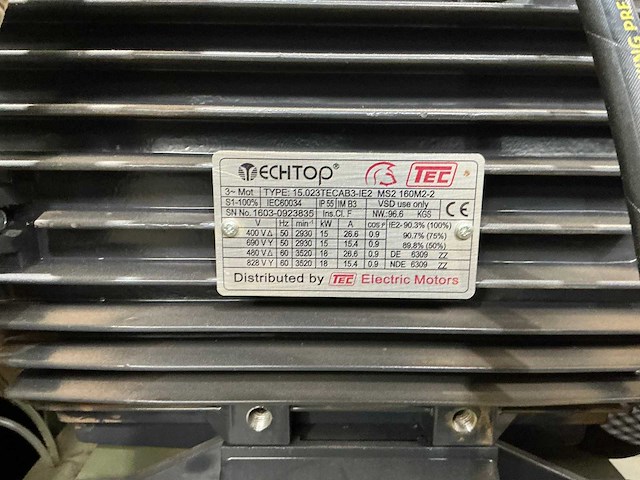 TECHTOP® TEC
3~ Mot TYPE: 15.023TECAB3-IE2 MS2 160M2-2
S1-100% IEC60034 IP 55 IM B3 VSD use only
SN No. 1603-0923835 Ins.Cl. F NW. 96.6 KGS CE
V Hz min⁻¹ kW A cos φ IE2- 90.3% (100%)
400 V∆ 50 2930 15 26.6 0.9 90.7% (75%)
690 V Y 50 2930 15 15.4 0.9 89.8% (50%)
480 V∆ 60 3520 18 26.6 0.9 DE 6309 ZZ
828 V Y 60 3520 18 15.4 0.9 NDE 6309 ZZ
Distributed by TEC Electric Motors